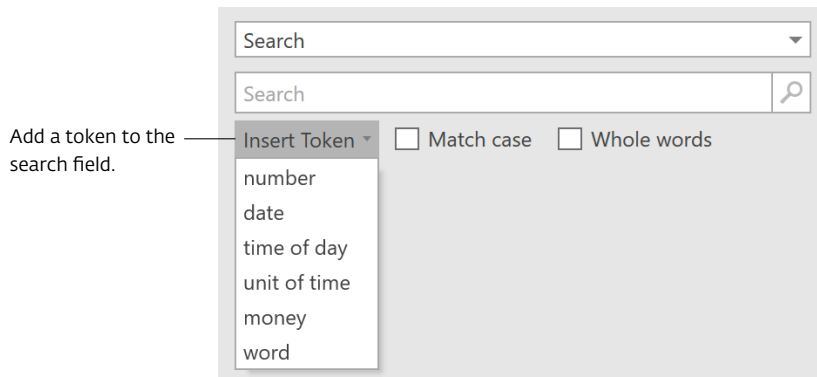 Search
Search
Add a token to the
search field.
Insert Token
Match case
Whole words
number
date
time of day
unit of time
money
word